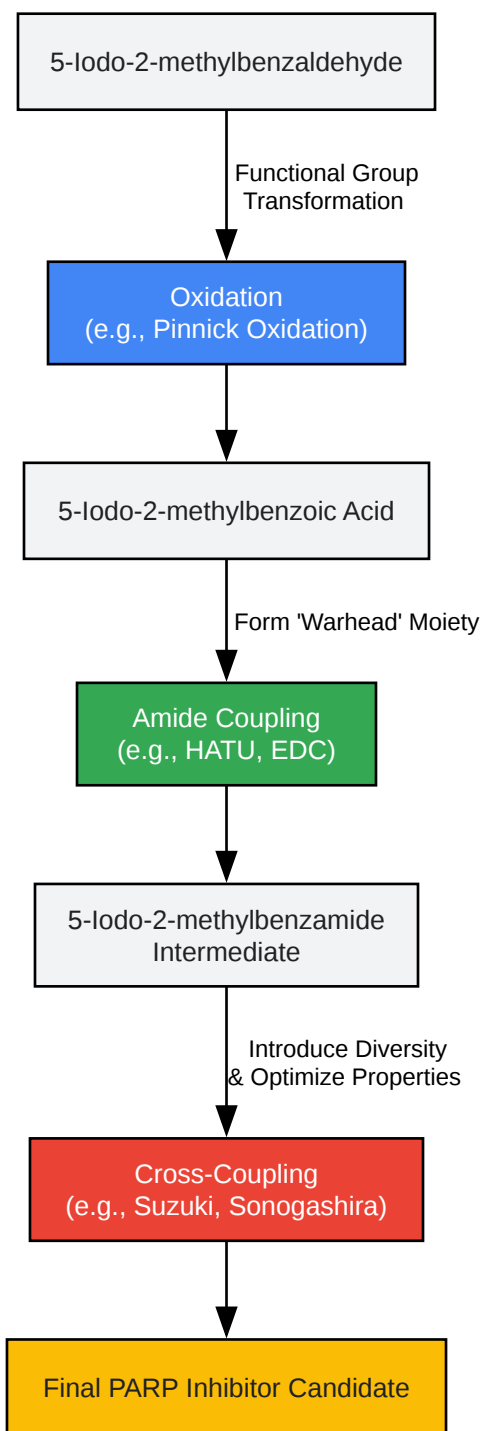 5-Iodo-2-methylbenzaldehyde
Functional Group
Transformation
Oxidation
(e.g., Pinnick Oxidation)
5-Iodo-2-methylbenzoic Acid
Form 'Warhead' Moiety
Amide Coupling
(e.g., HATU, EDC)
5-Iodo-2-methylbenzamide
Intermediate
Introduce Diversity
& Optimize Properties
Cross-Coupling
(e.g., Suzuki, Sonogashira)
Final PARP Inhibitor Candidate